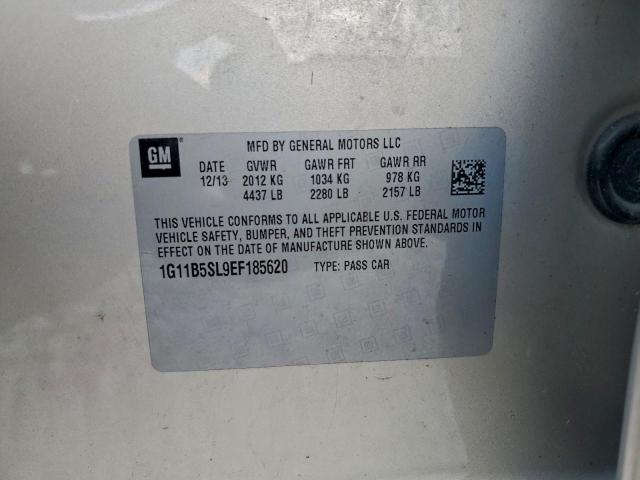 GM
MFD BY GENERAL MOTORS LLC
DATE GVWR GAWR FRT GAWR RR
12/13 2012 KG 1034 KG 978 KG
4437 LB 2280 LB 2157 LB
THIS VEHICLE CONFORMS TO ALL APPLICABLE U.S. FEDERAL MOTOR
VEHICLE SAFETY, BUMPER, AND THEFT PREVENTION STANDARDS IN
EFFECT ON THE DATE OF MANUFACTURE SHOWN ABOVE.
1G11B5SL9EF185620 TYPE: PASS CAR